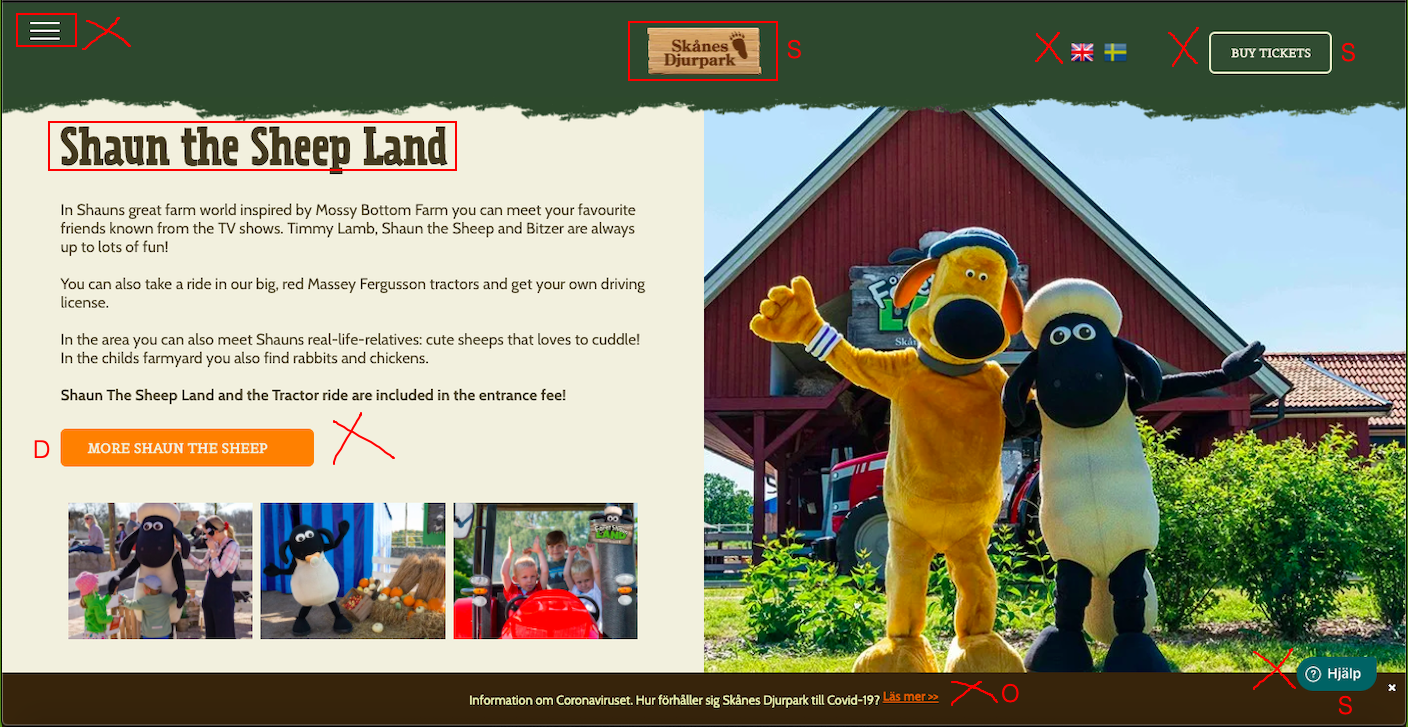 Skånes
Djurpark
S
BUY TICKETS
S
Shaun the Sheep Land
In Shauns great farm world inspired by Mossy Bottom Farm you can meet your favourite
friends known from the TV shows. Timmy Lamb, Shaun the Sheep and Bitzer are always
up to lots of fun!
You can also take a ride in our big, red Massey Fergusson tractors and get your own driving
license.
In the area you can also meet Shauns real-life-relatives: cute sheeps that loves to cuddle!
In the childs farmyard you also find rabbits and chickens.
Shaun The Sheep Land and the Tractor ride are included in the entrance fee!
D
MORE SHAUN THE SHEEP
LAND
Hjälp
S
Information om Coronaviruset. Hur förhåller sig Skånes Djurpark till Covid-19? Läs mer >>
O